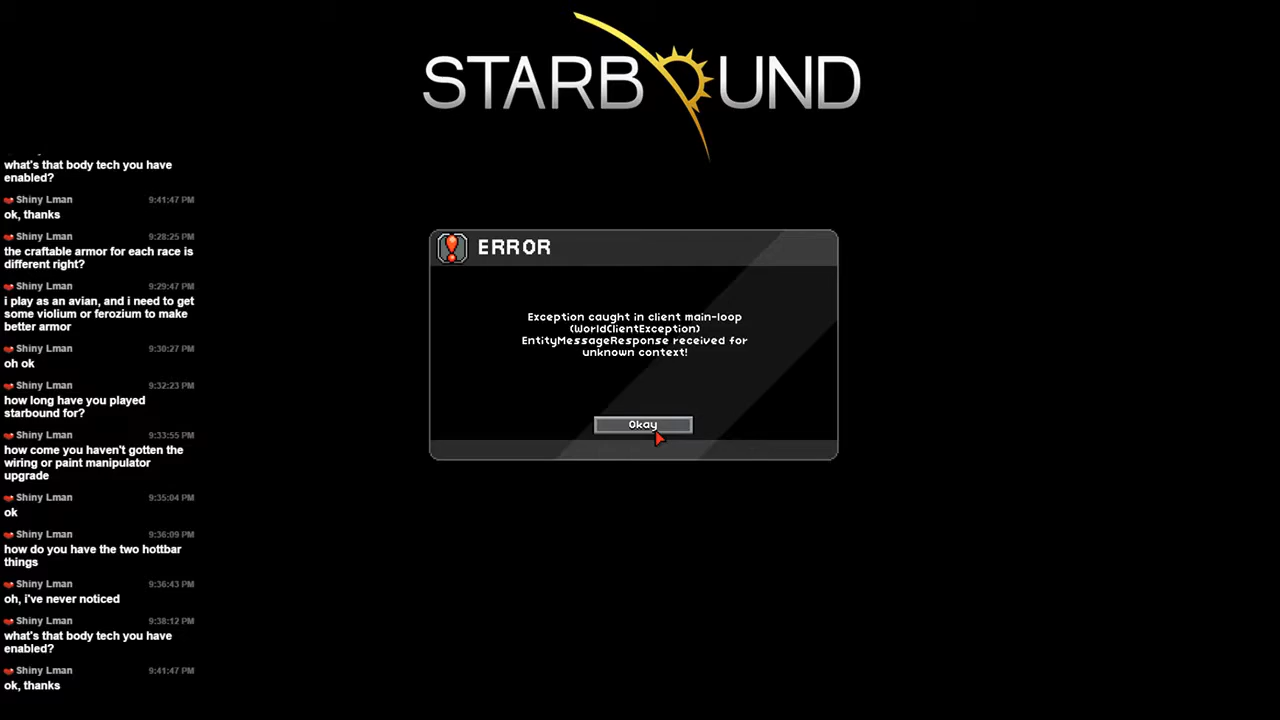 STARBOUND
what's that body tech you have
enabled?
Shiny Lman 9:41:47 PM
ok, thanks
Shiny Lman 9:28:25 PM
the craftable armor for each race is
different right?
Shiny Lman 9:29:47 PM
i play as an avian, and i need to get
some violium or ferozium to make
better armor
Shiny Lman 9:30:27 PM
oh ok
Shiny Lman 9:32:23 PM
how long have you played
starbound for?
Shiny Lman 9:33:55 PM
how come you haven't gotten the
wiring or paint manipulator
upgrade
Shiny Lman 9:35:04 PM
ok
Shiny Lman 9:36:09 PM
how do you have the two hottbar
things
Shiny Lman 9:36:43 PM
oh, i've never noticed
Shiny Lman 9:38:12 PM
what's that body tech you have
enabled?
Shiny Lman 9:41:47 PM
ok, thanks
ERROR
Exception caught in client main-loop
(WorldClientException)
EntityMessageResponse received for
unknown context!
Okay